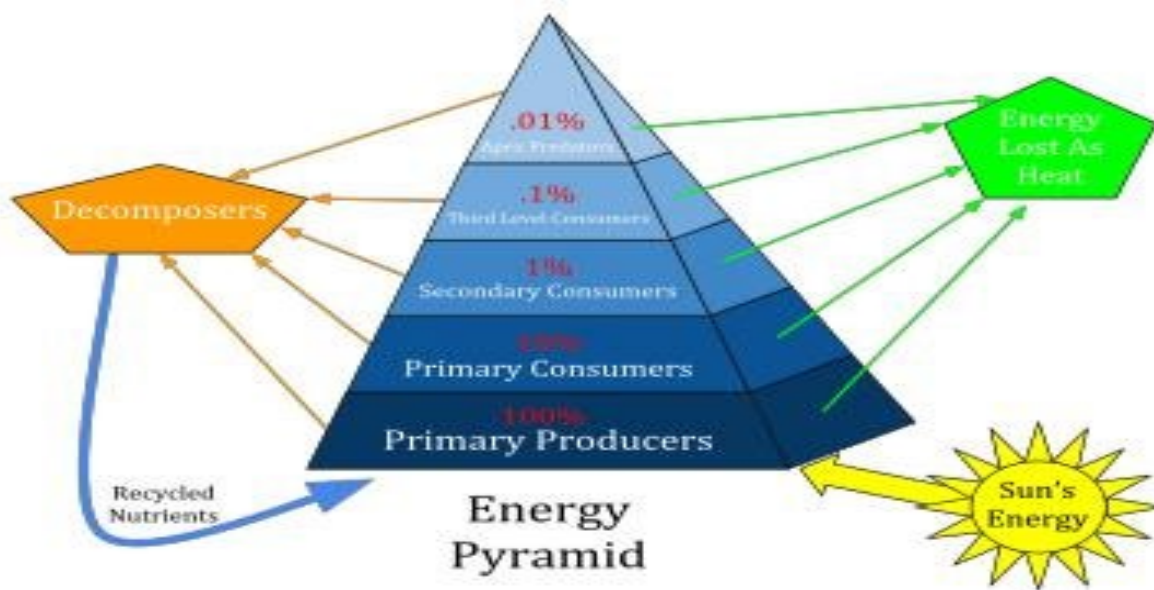 .01%
Apex Predators
Energy
Lost As
Heat
Decomposers
.1%
Third Level Consumers
1%
Secondary Consumers
10%
Primary Consumers
100%
Primary Producers
Recycled
Nutrients
Energy
Pyramid
Sun's
Energy